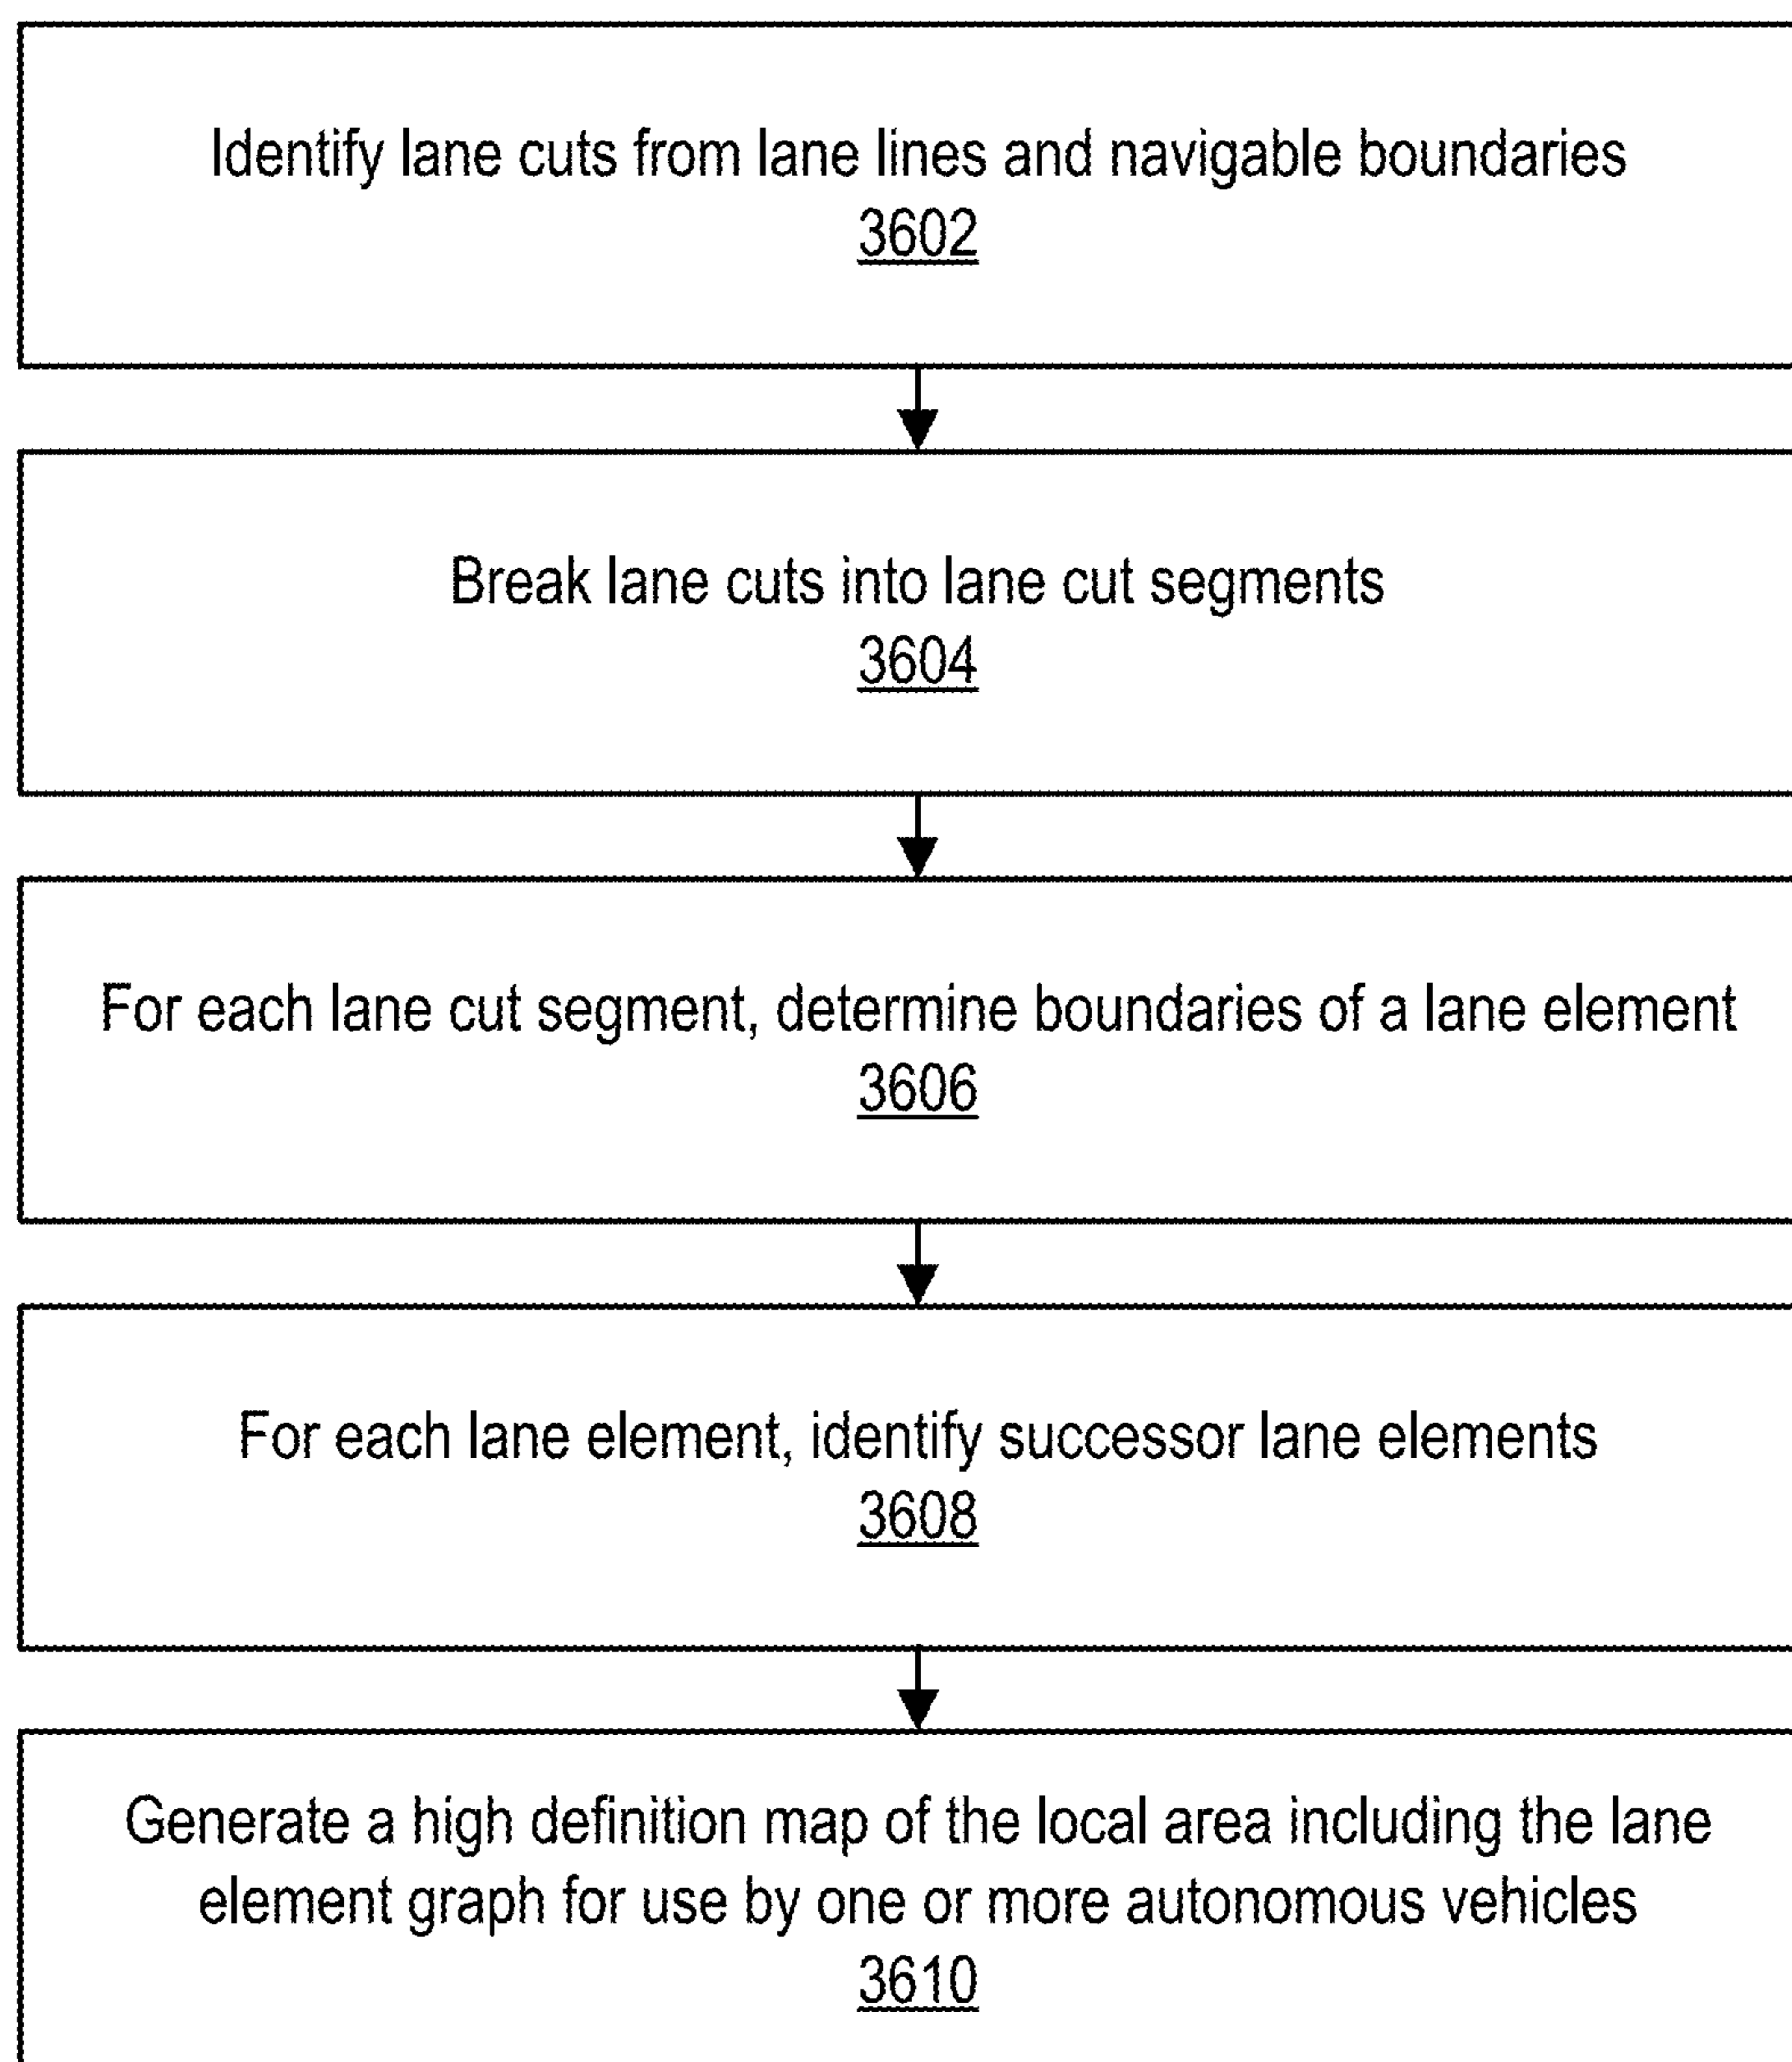 Identify lane cuts from lane lines and navigable boundaries
3602
Break lane cuts into lane cut segments
3604
For each lane cut segment, determine boundaries of a lane element
3606
For each lane element, identify successor lane elements
3608
Generate a high definition map of the local area including the lane
element graph for use by one or more autonomous vehicles
3610